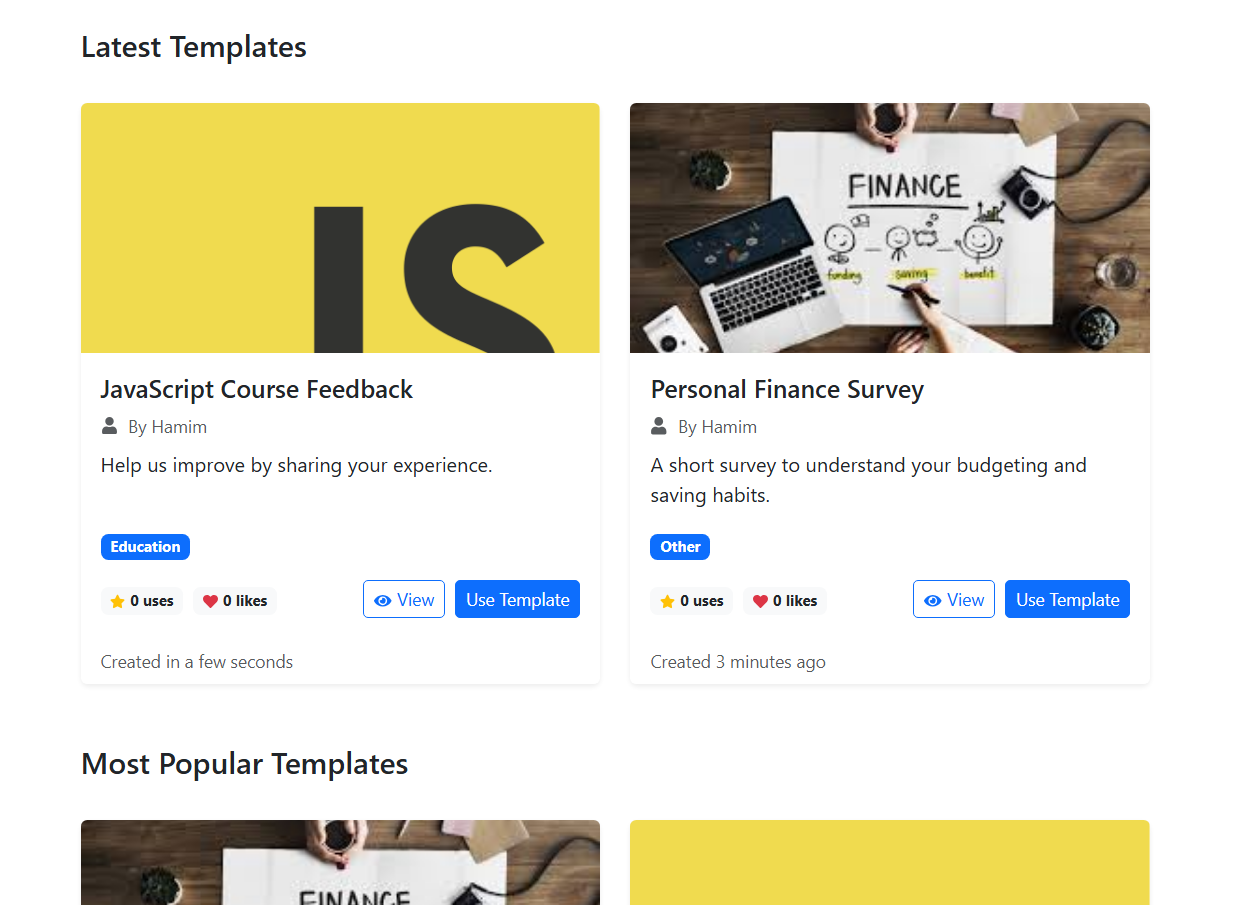 Latest Templates
JS
FINANCE
funding saving benefit
JavaScript Course Feedback
By Hamim
Help us improve by sharing your experience.
Education
0 uses 0 likes View Use Template
Created in a few seconds
Personal Finance Survey
By Hamim
A short survey to understand your budgeting and
saving habits.
Other
0 uses 0 likes View Use Template
Created 3 minutes ago
Most Popular Templates
FINANCE